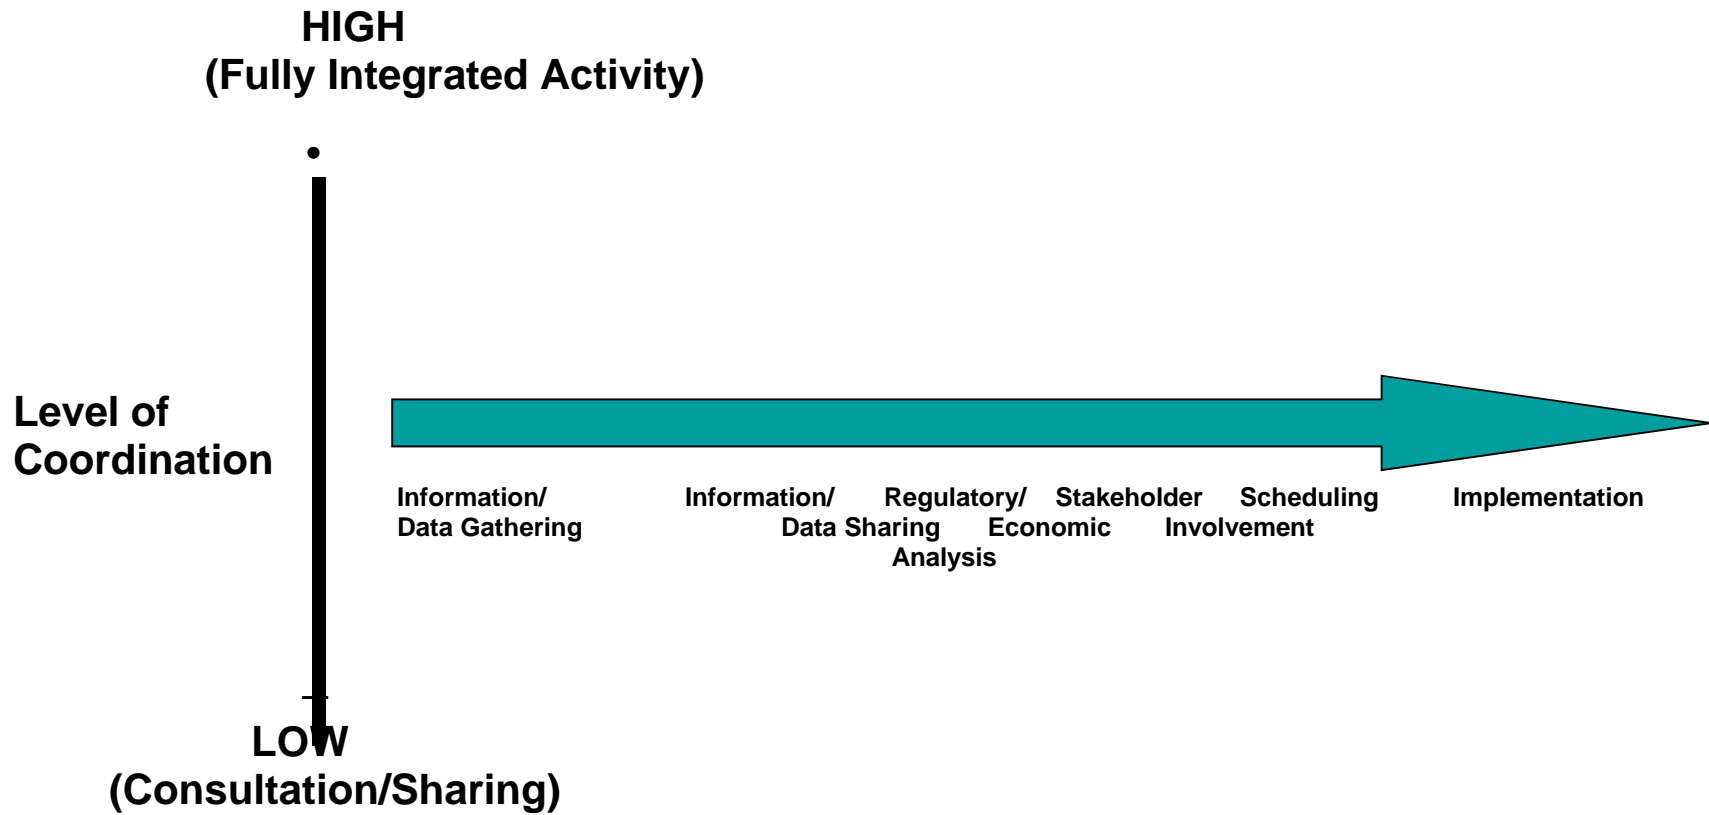 HIGH
(Fully Integrated Activity)
Level of
Coordination
Information/ Information/ Regulatory/ Stakeholder Scheduling Implementation
Data Gathering Data Sharing Economic Involvement
Analysis
LOW
(Consultation/Sharing)